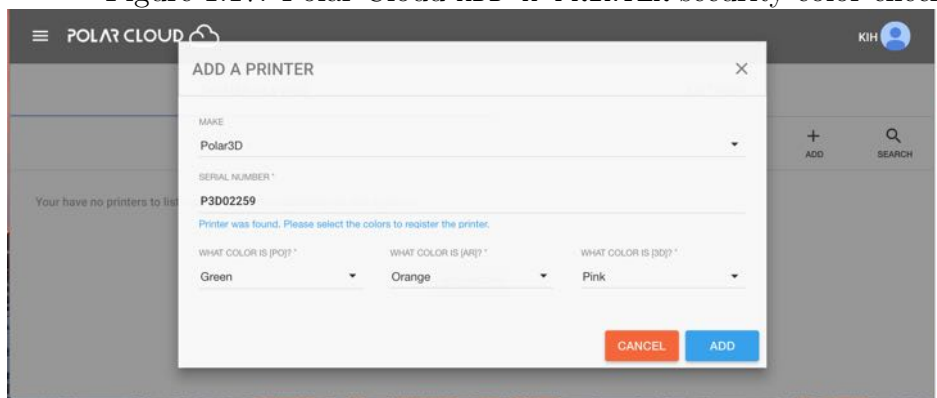 POLAR CLOUD
KIH
ADD A PRINTER
MAKE
Polar3D
ADD
SEARCH
SERIAL NUMBER *
Your have no printers to list
P3D02259
Printer was found. Please select the colors to register the printer.
WHAT COLOR IS [PO]? * WHAT COLOR IS [AR]? * WHAT COLOR IS [3D]? *
Green Orange Pink
CANCEL ADD